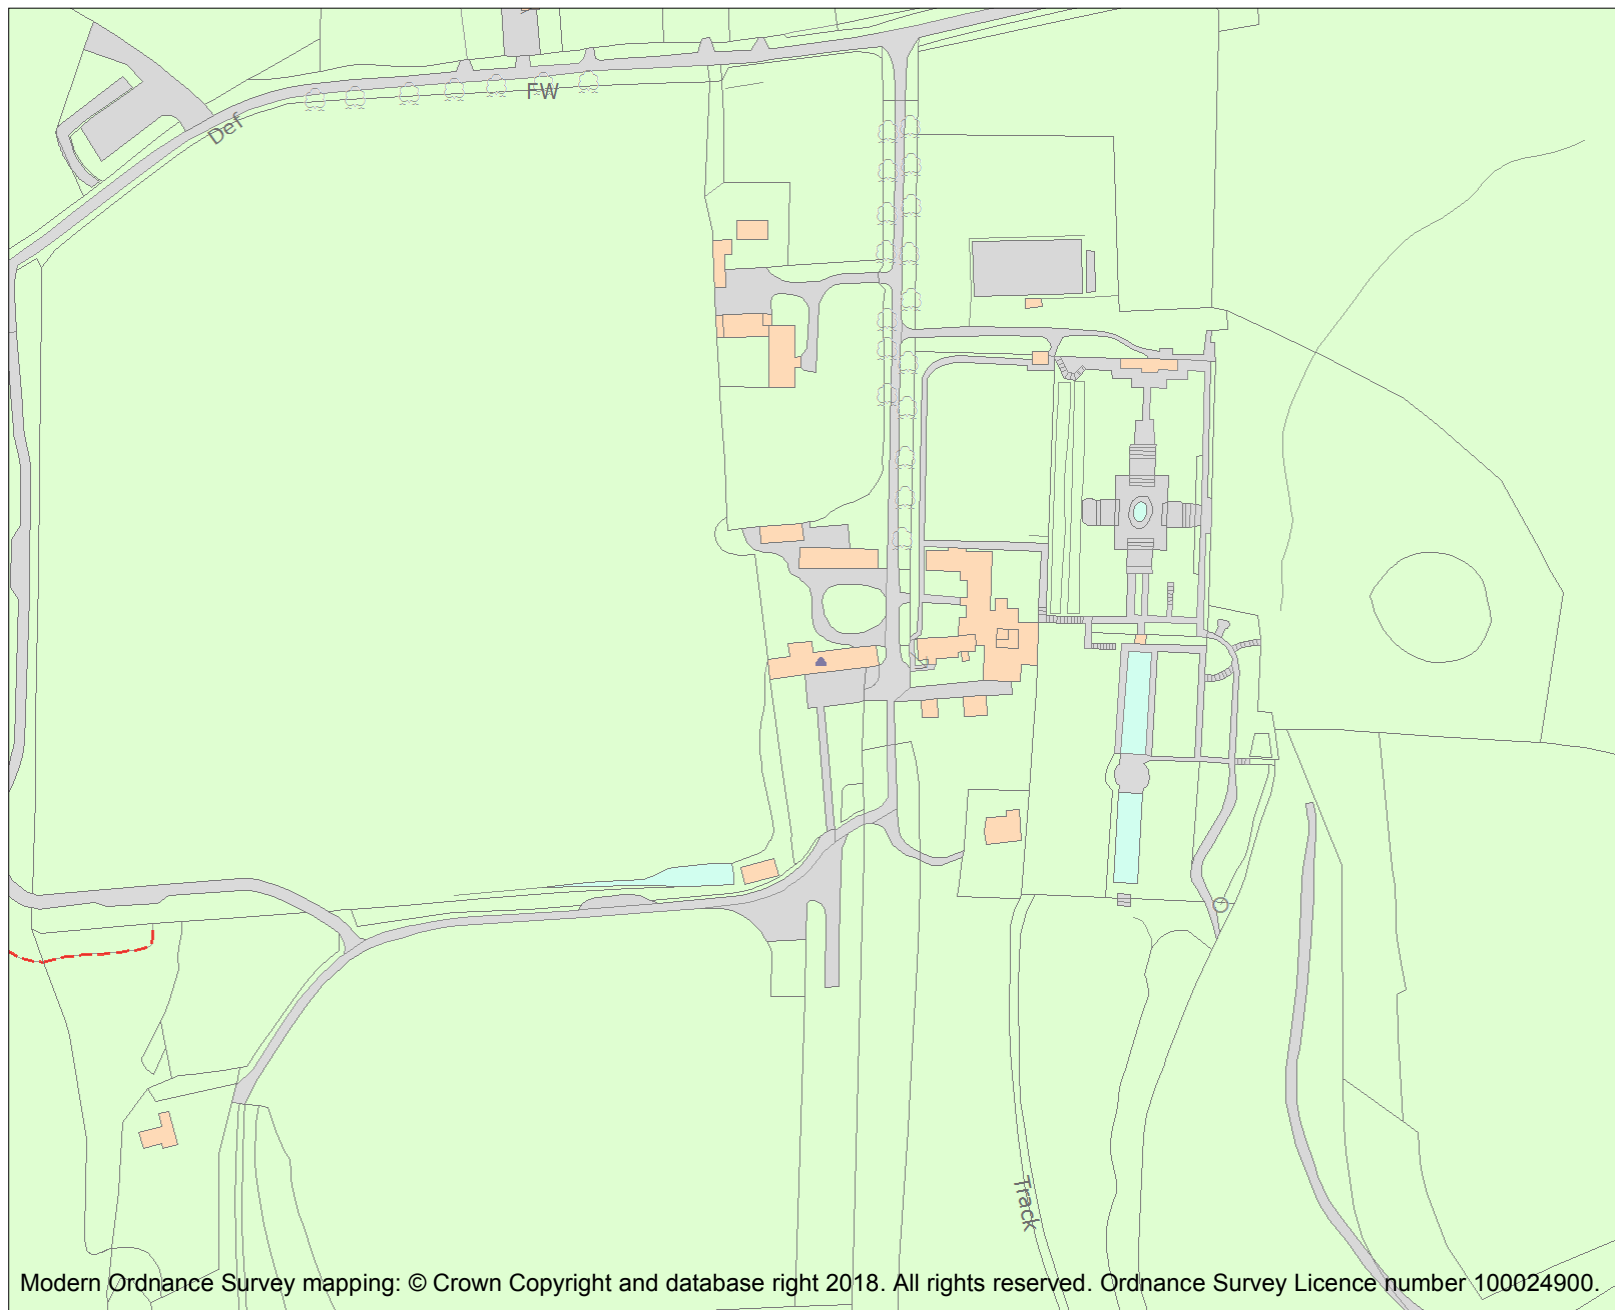 FW
Def
Track
Modern Ordnance Survey mapping: © Crown Copyright and database right 2018. All rights reserved. Ordnance Survey Licence number 100024900.